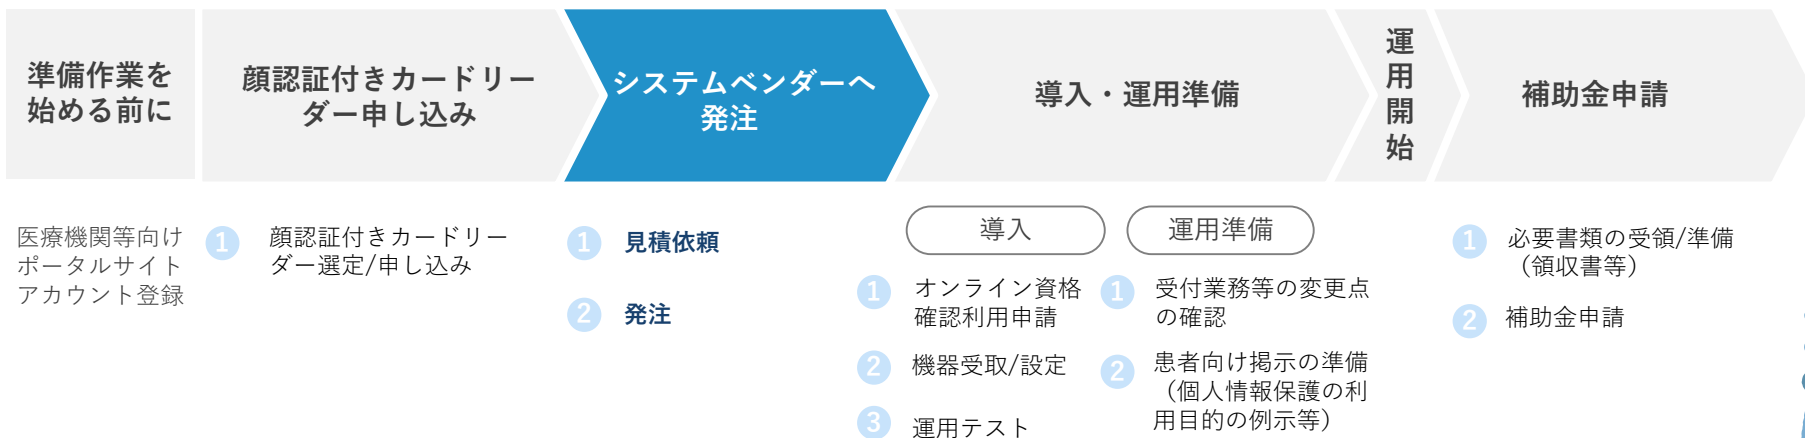 準備作業を
始める前に
顔認証付きカードリー
ダー申し込み
システムベンダーへ
発注
導入・運用準備
運用開始
補助金申請
医療機関等向け
ポータルサイト
アカウント登録
1 顔認証付きカードリー
ダー選定/申し込み
1 見積依頼
2 発注
導入
1 オンライン資格
確認利用申請
2 機器受取/設定
3 運用テスト
運用準備
1 受付業務等の変更点
の確認
2 患者向け掲示の準備
（個人情報保護の利
用目的の例示等）
1 必要書類の受領/準備
（領収書等）
2 補助金申請